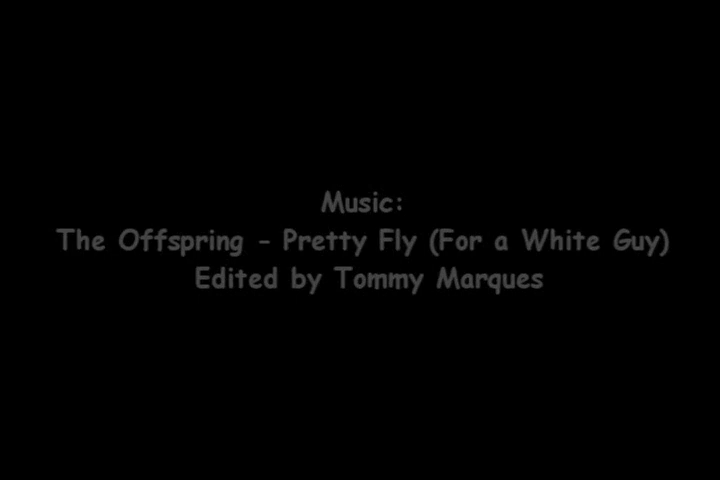 Music:
The Offspring - Pretty Fly (For a White Guy)
Edited by Tommy Marques